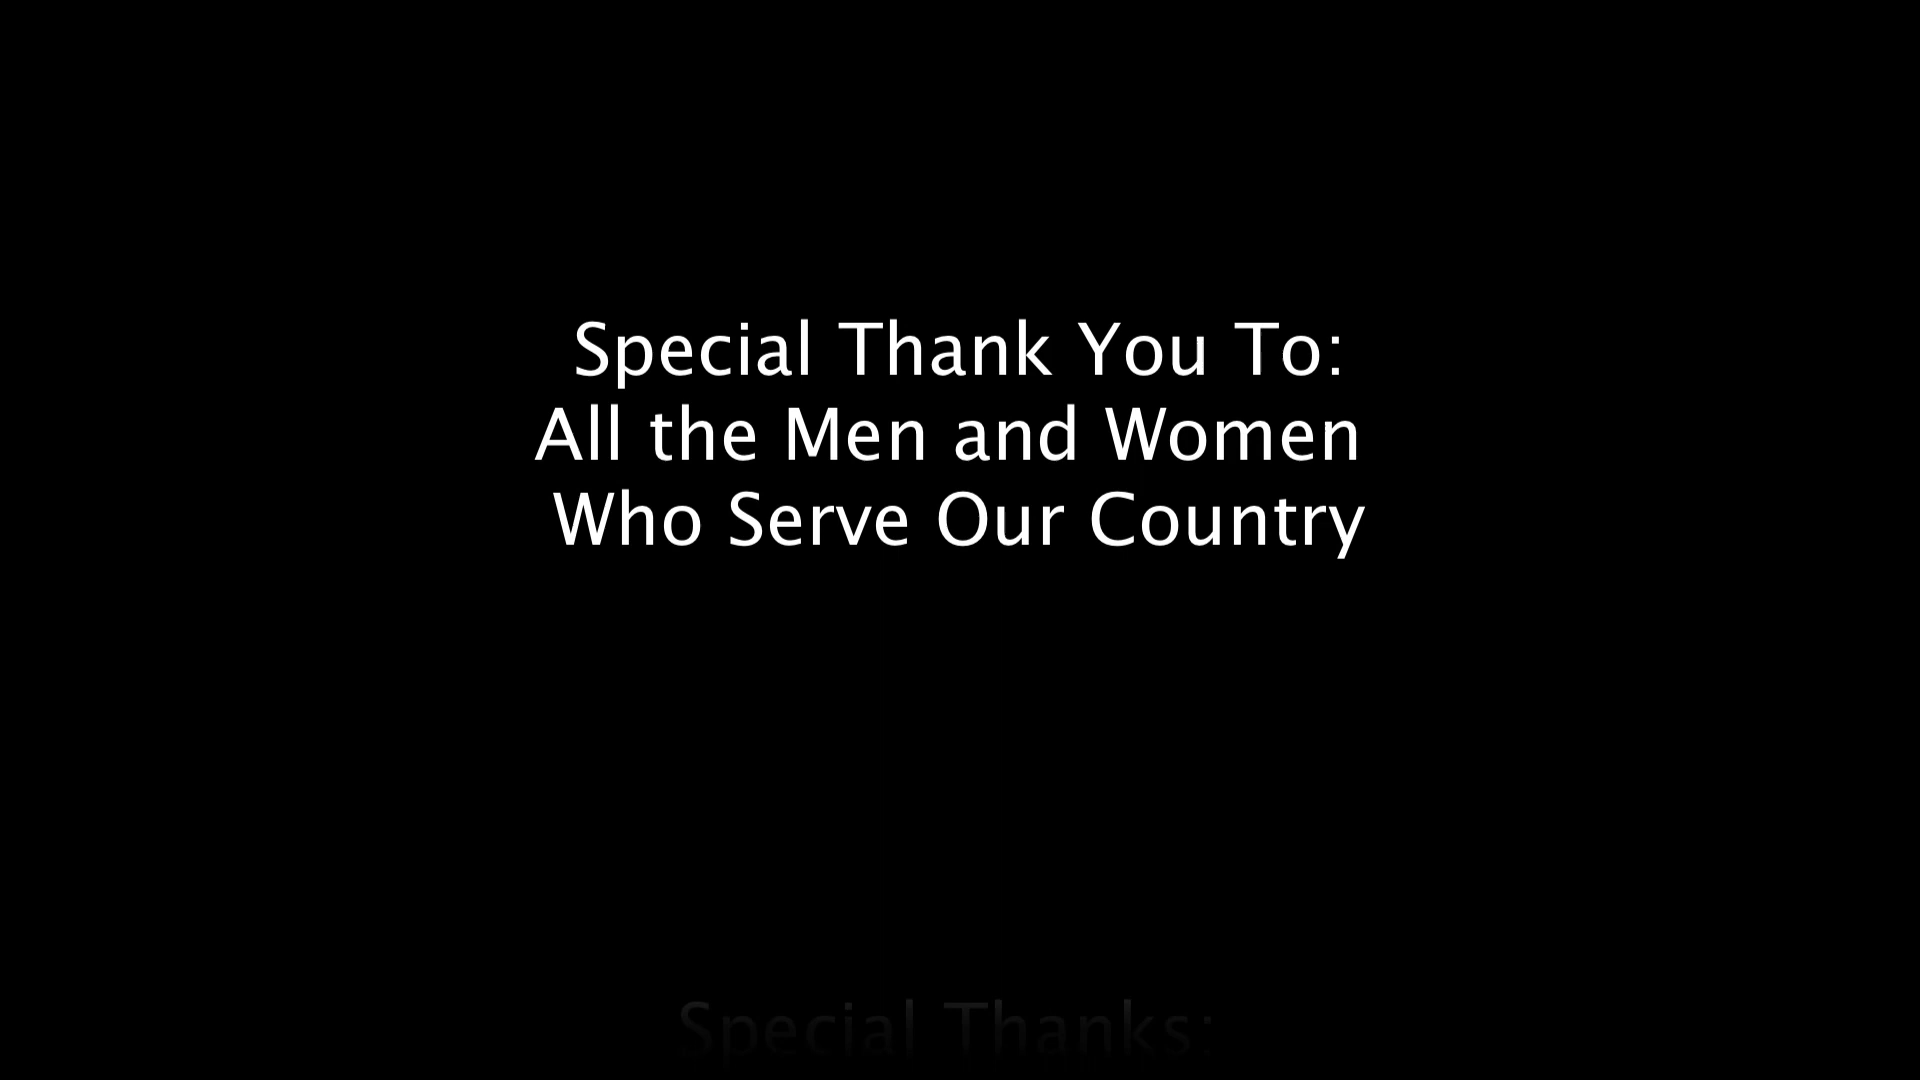 Special Thank You To:
All the Men and Women
Who Serve Our Country
Special Thanks: